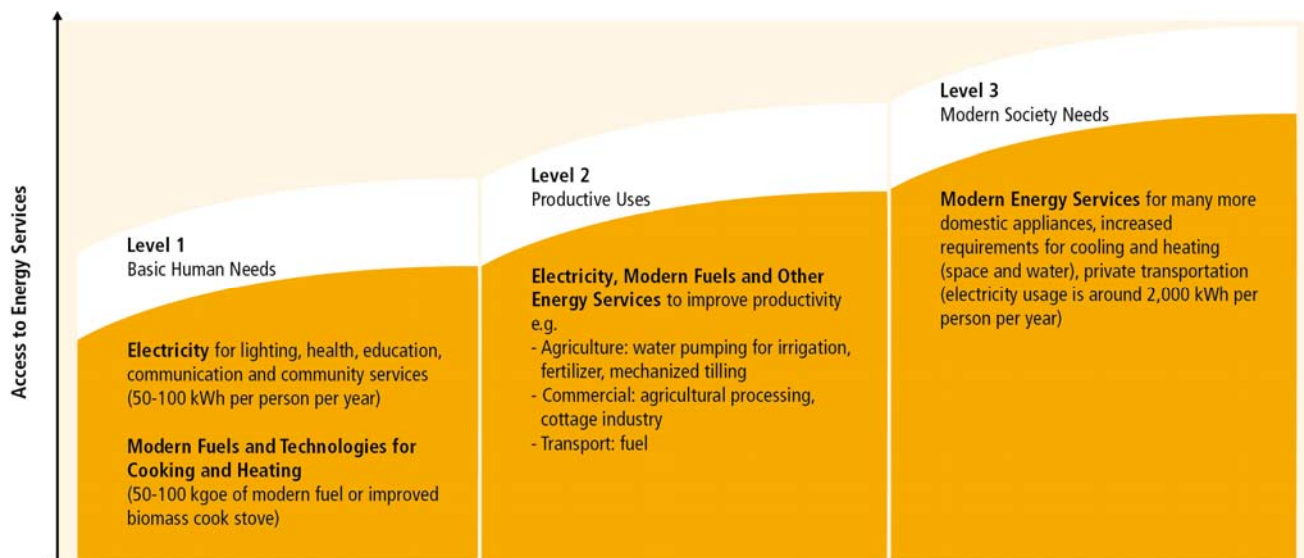 Access to Energy Services
Level 1
Basic Human Needs
Electricity for lighting, health, education,
communication and community services
(50-100 kWh per person per year)
Modern Fuels and Technologies for
Cooking and Heating
(50-100 kgoe of modern fuel or improved
biomass cook stove)
Level 2
Productive Uses
Electricity, Modern Fuels and Other
Energy Services to improve productivity
e.g.
- Agriculture: water pumping for irrigation,
fertilizer, mechanized tilling
- Commercial: agricultural processing,
cottage industry
- Transport: fuel
Level 3
Modern Society Needs
Modern Energy Services for many more
domestic appliances, increased
requirements for cooling and heating
(space and water), private transportation
(electricity usage is around 2,000 kWh per
person per year)